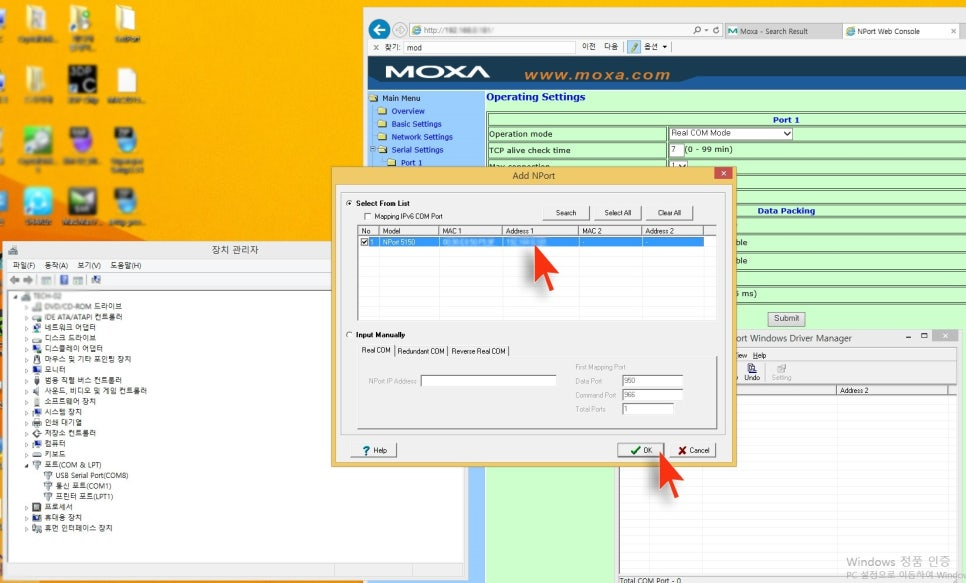 http://
Moxa - Search Result
NPort Web Console
찾기: mod
이전 다음 옵션
MOXA www.moxa.com
Main Menu
Overview
Basic Settings
Network Settings
Serial Settings
Port 1
Operating Settings
Port 1
Operation mode Real COM Mode
TCP alive check time 7 (0 - 99 min)
Max connection 1
Data Packing
ms)
Submit
Add NPort
Select From List
Mapping IPv6 COM Port
Search Select All Clear All
No Model MAC 1 Address 1 MAC 2 Address 2
1 NPort 5150 - -
Input Manually
Real COM Redundant COM Reverse Real COM
NPort IP Address
First Mapping Port
Data Port 950
Command Port 966
Total Ports 1
Help OK Cancel
장치 관리자
파일(F) 동작(A) 보기(V) 도움말(H)
TECH-02
DVD/CD-ROM 드라이브
IDE ATA/ATAPI 컨트롤러
네트워크 어댑터
디스크 드라이브
디스플레이 어댑터
마우스 및 기타 포인팅 장치
모니터
범용 직렬 버스 컨트롤러
사운드, 비디오 및 게임 컨트롤러
소프트웨어 장치
시스템 장치
인쇄 대기열
저장소 컨트롤러
컴퓨터
키보드
포트(COM & LPT)
USB Serial Port(COM8)
통신 포트(COM1)
프린터 포트(LPT1)
프로세서
휴대용 장치
휴먼 인터페이스 장치
ort Windows Driver Manager
iew Help
Undo Setting
Address 2
Total COM Port - 0
Windows 정품 인증
PC 설정으로 이동하여 Windo